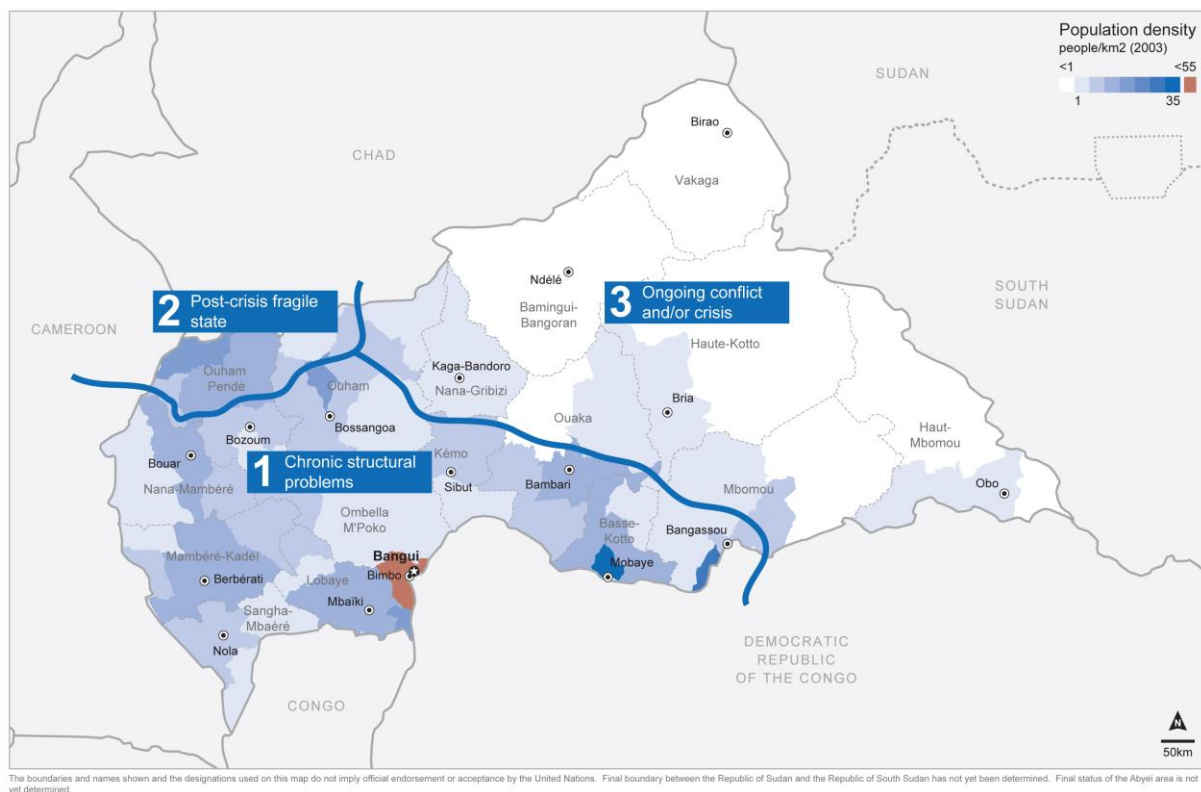 Population density
people/km2 (2003)
<1 <55
1 35
SUDAN
CHAD
Birao
Vakaga
Ndélé
Bamingui-
Bangoran
SOUTH
SUDAN
2 Post-crisis fragile
state
3 Ongoing conflict
and/or crisis
CAMEROON
Haute-Kotto
Ouham
Pendé
Kaga-Bandoro
Ouham
Nana-Gribizi
Bria
Ouaka
Bossangoa
Bozoum
Haut-
Mbomou
Bouar
1 Chronic structural
problems
Kémo
Sibut
Bambari
Nana-Mambéré
Mbomou
Obo
Ombella
M'Poko
Basse-
Kotto
Bangassou
Bangui
Mambéré-Kadéï
Bimbo
Mobaye
Berbérati
Lobaye
Mbaïki
Sangha-
Mbaéré
Nola
DEMOCRATIC
REPUBLIC
OF THE CONGO
CONGO
N
50km
The boundaries and names shown and the designations used on this map do not imply official endorsement or acceptance by the United Nations. Final boundary between the Republic of Sudan and the Republic of South Sudan has not yet been determined. Final status of the Abyei area is not
yet determined.